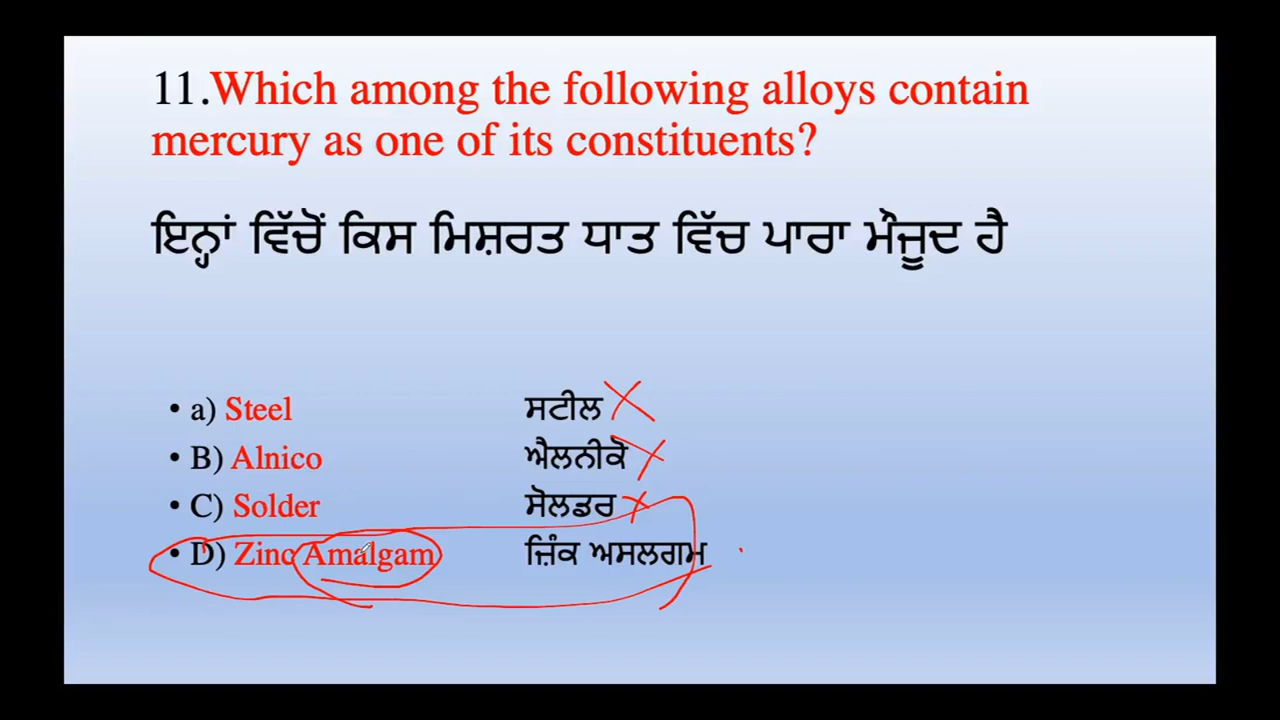 11.Which among the following alloys contain
mercury as one of its constituents?
ਇਨ੍ਹਾਂ ਵਿੱਚੋਂ ਕਿਸ ਮਿਸ਼ਰਤ ਧਾਤ ਵਿੱਚ ਪਾਰਾ ਮੌਜੂਦ ਹੈ
• a) Steel ਸਟੀਲ
• B) Alnico ਐਲਨੀਕੋ
• C) Solder ਸੋਲਡਰ
• D) Zinc Amalgam ਜ਼ਿੰਕ ਅਸਲਗਮ